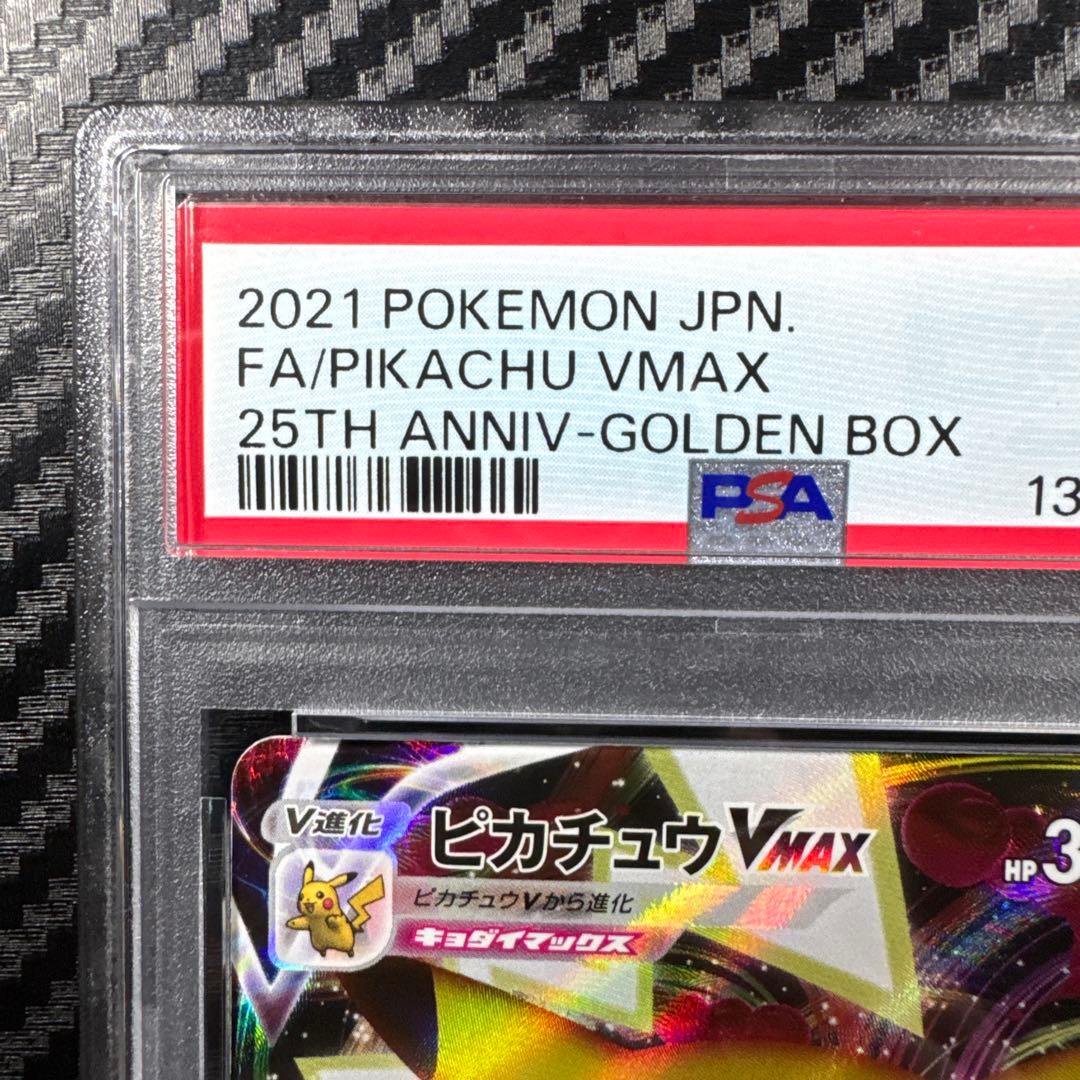 2021 POKEMON JPN.
FA/PIKACHU VMAX
25TH ANNIV-GOLDEN BOX
PSA
13
V進化
ピカチュウVMAX
HP 3
ピカチュウVから進化
キョダイマックス